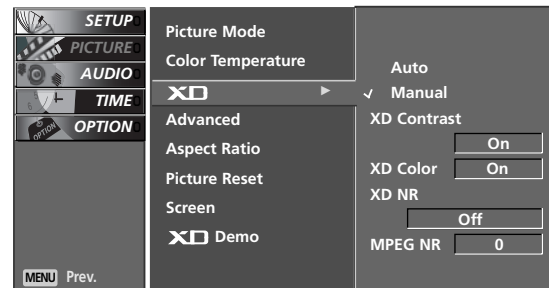 SETUP
PICTURE
AUDIO
TIME
OPTION
OPTION
MENU Prev.
Picture Mode
Color Temperature
XD ►
Advanced
Aspect Ratio
Picture Reset
Screen
XD Demo
Auto
✓ Manual
XD Contrast
On
XD Color On
XD NR
Off
MPEG NR 0